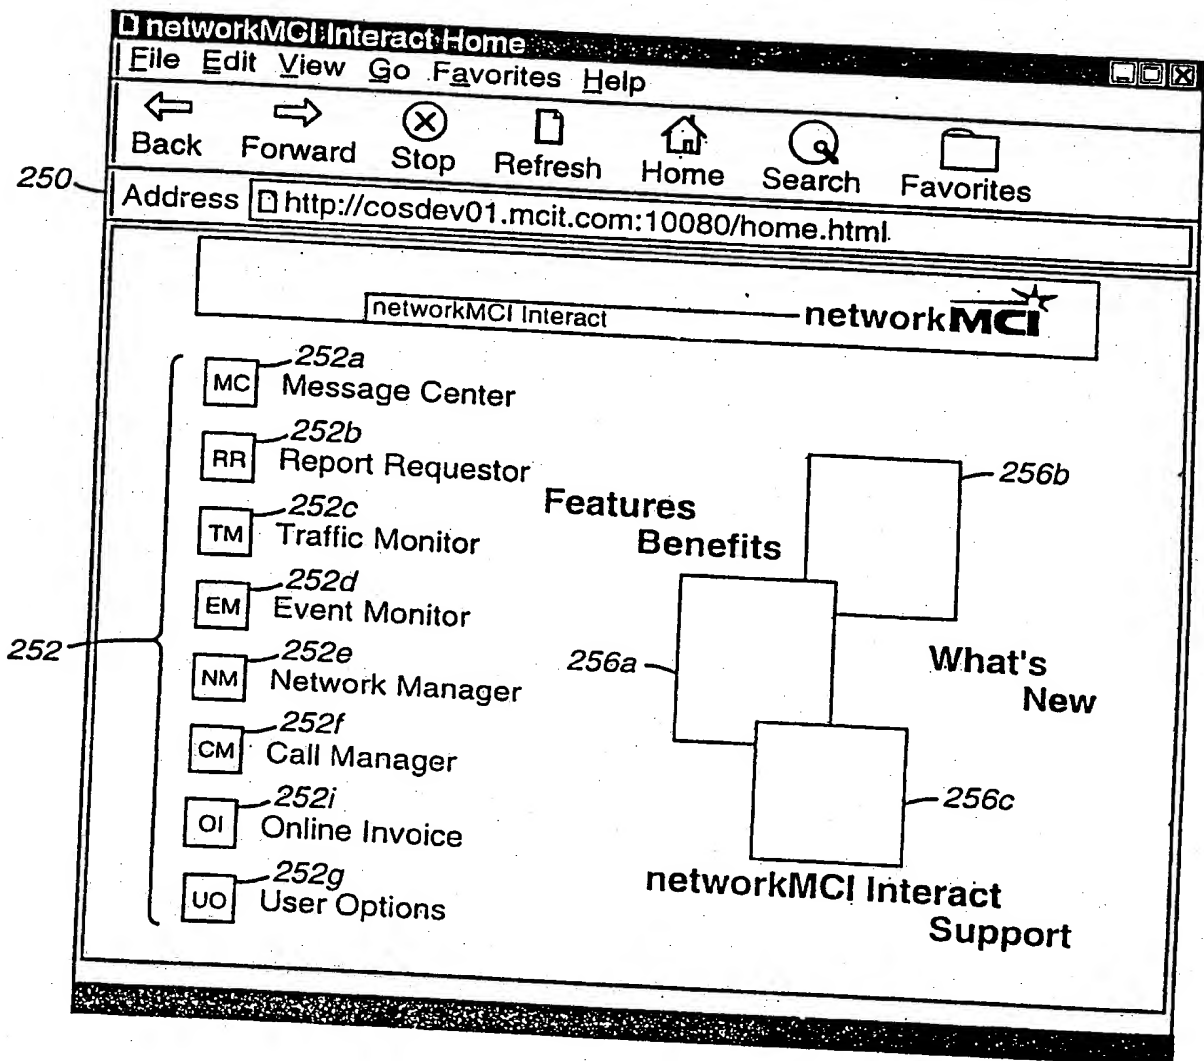 networkMCI Interact Home
File Edit View Go Favorites Help
Back Forward Stop Refresh Home Search Favorites
250
Address http://cosdev01.mcit.com:10080/home.html
networkMCI Interact
networkMCI
252
252a
MC Message Center
252b
RR Report Requestor
252c
TM Traffic Monitor
252d
EM Event Monitor
252e
NM Network Manager
252f
CM Call Manager
252i
OI Online Invoice
252g
UO User Options
Features
Benefits
256b
256a
What's
New
256c
networkMCI Interact
Support